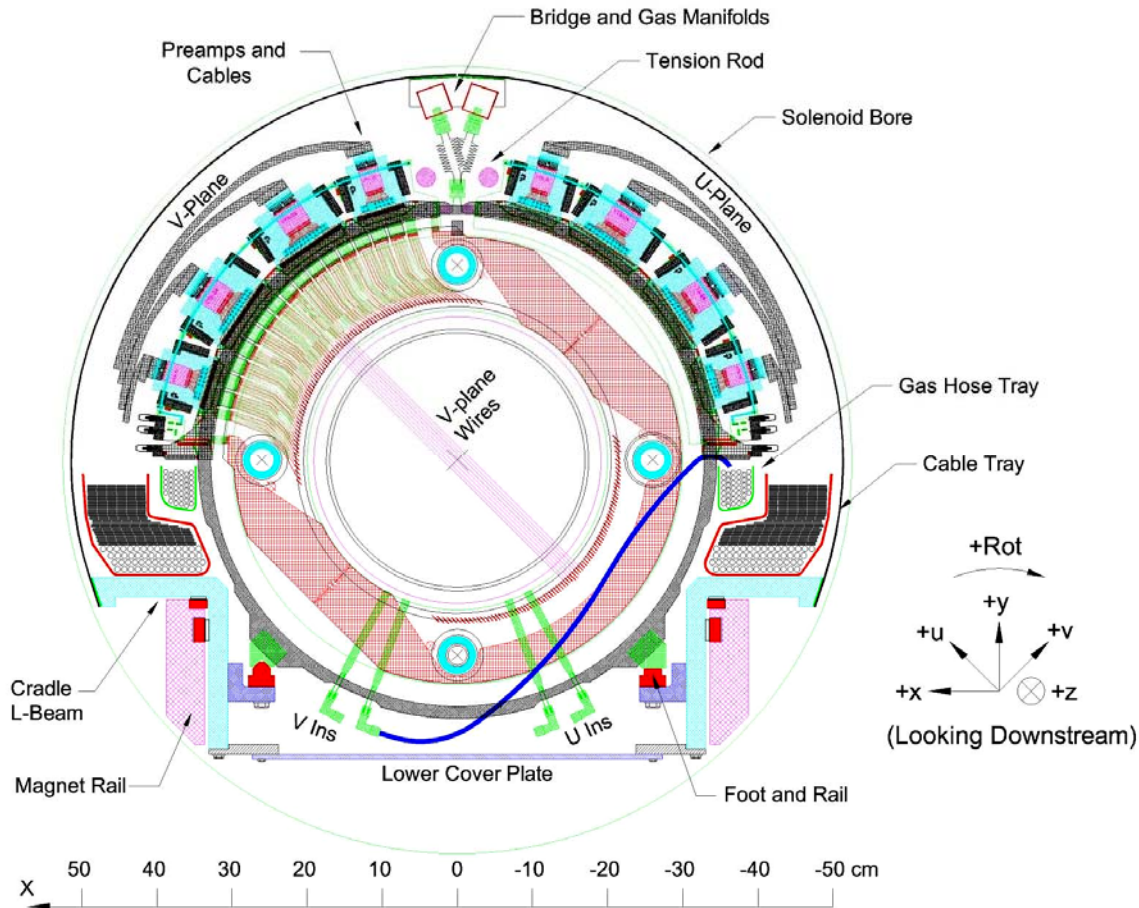 Bridge and Gas Manifolds
Preamps and
Cables
Tension Rod
Solenoid Bore
V-Plane
U-Plane
V-plane
Wires
Gas Hose Tray
Cable Tray
+Rot
+y
+u
+v
+x
+z
(Looking Downstream)
Cradle
L-Beam
V Ins
U Ins
Magnet Rail
Lower Cover Plate
Foot and Rail
X
50 40 30 20 10 0 -10 -20 -30 -40 -50 cm